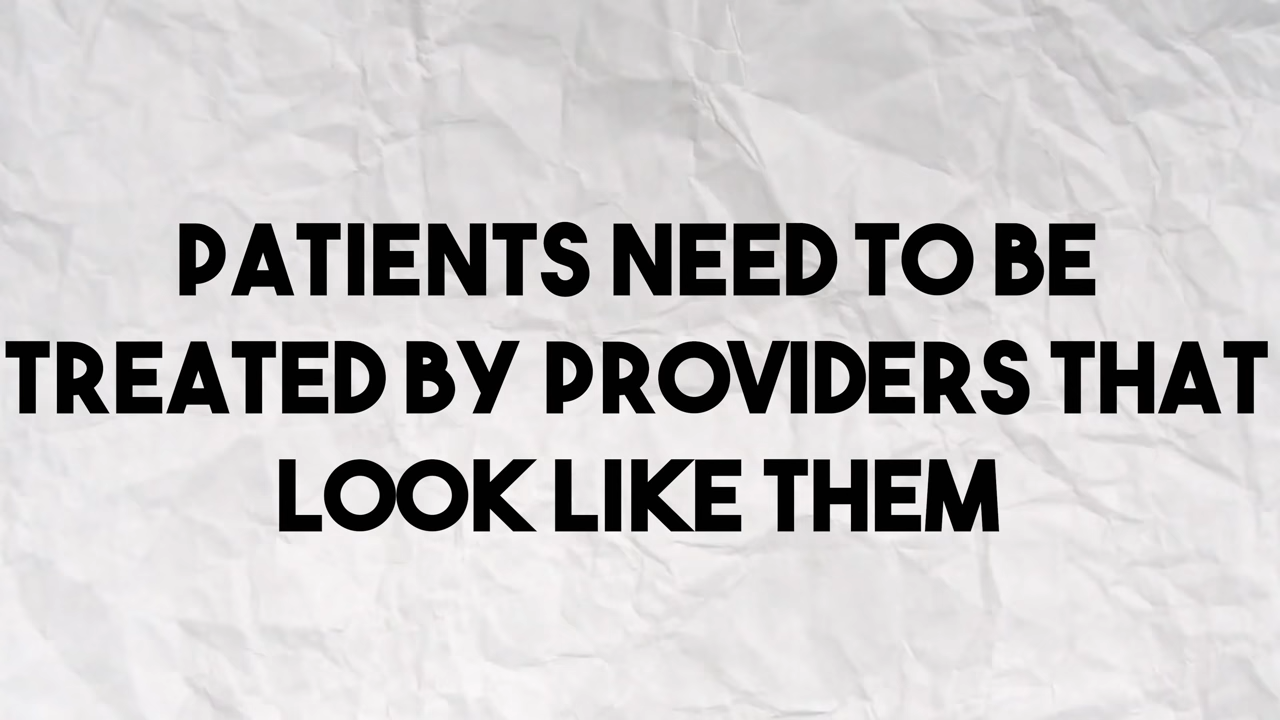 PATIENTS NEED TO BE
TREATED BY PROVIDERS THAT
LOOK LIKE THEM